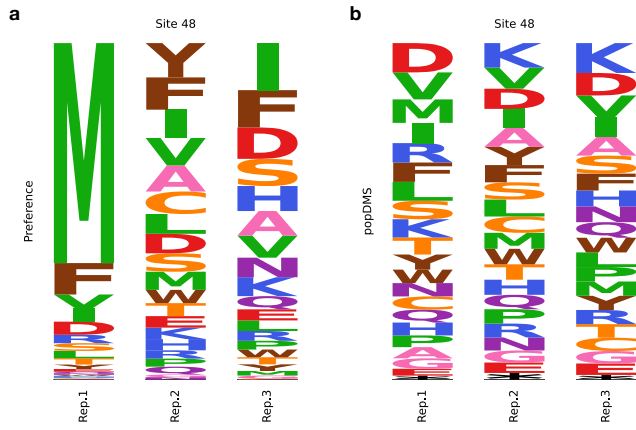 a
b
Site 48
Site 48
Preference
popDMS
M
F
V
I
D
R
S
L
T
Y
Y
F
I
V
A
C
L
D
S
M
W
T
E
K
H
R
P
Q
I
F
D
S
H
A
V
N
K
Q
E
L
R
P
W
T
Y
M
D
V
M
I
R
F
L
S
K
T
Y
W
N
C
Q
H
P
A
G
E
K
V
D
I
A
Y
F
S
L
C
M
W
T
H
Q
P
R
N
G
E
K
D
V
I
A
S
F
H
N
Q
W
L
P
M
Y
R
T
C
G
E
Rep.1
Rep.2
Rep.3
Rep.1
Rep.2
Rep.3